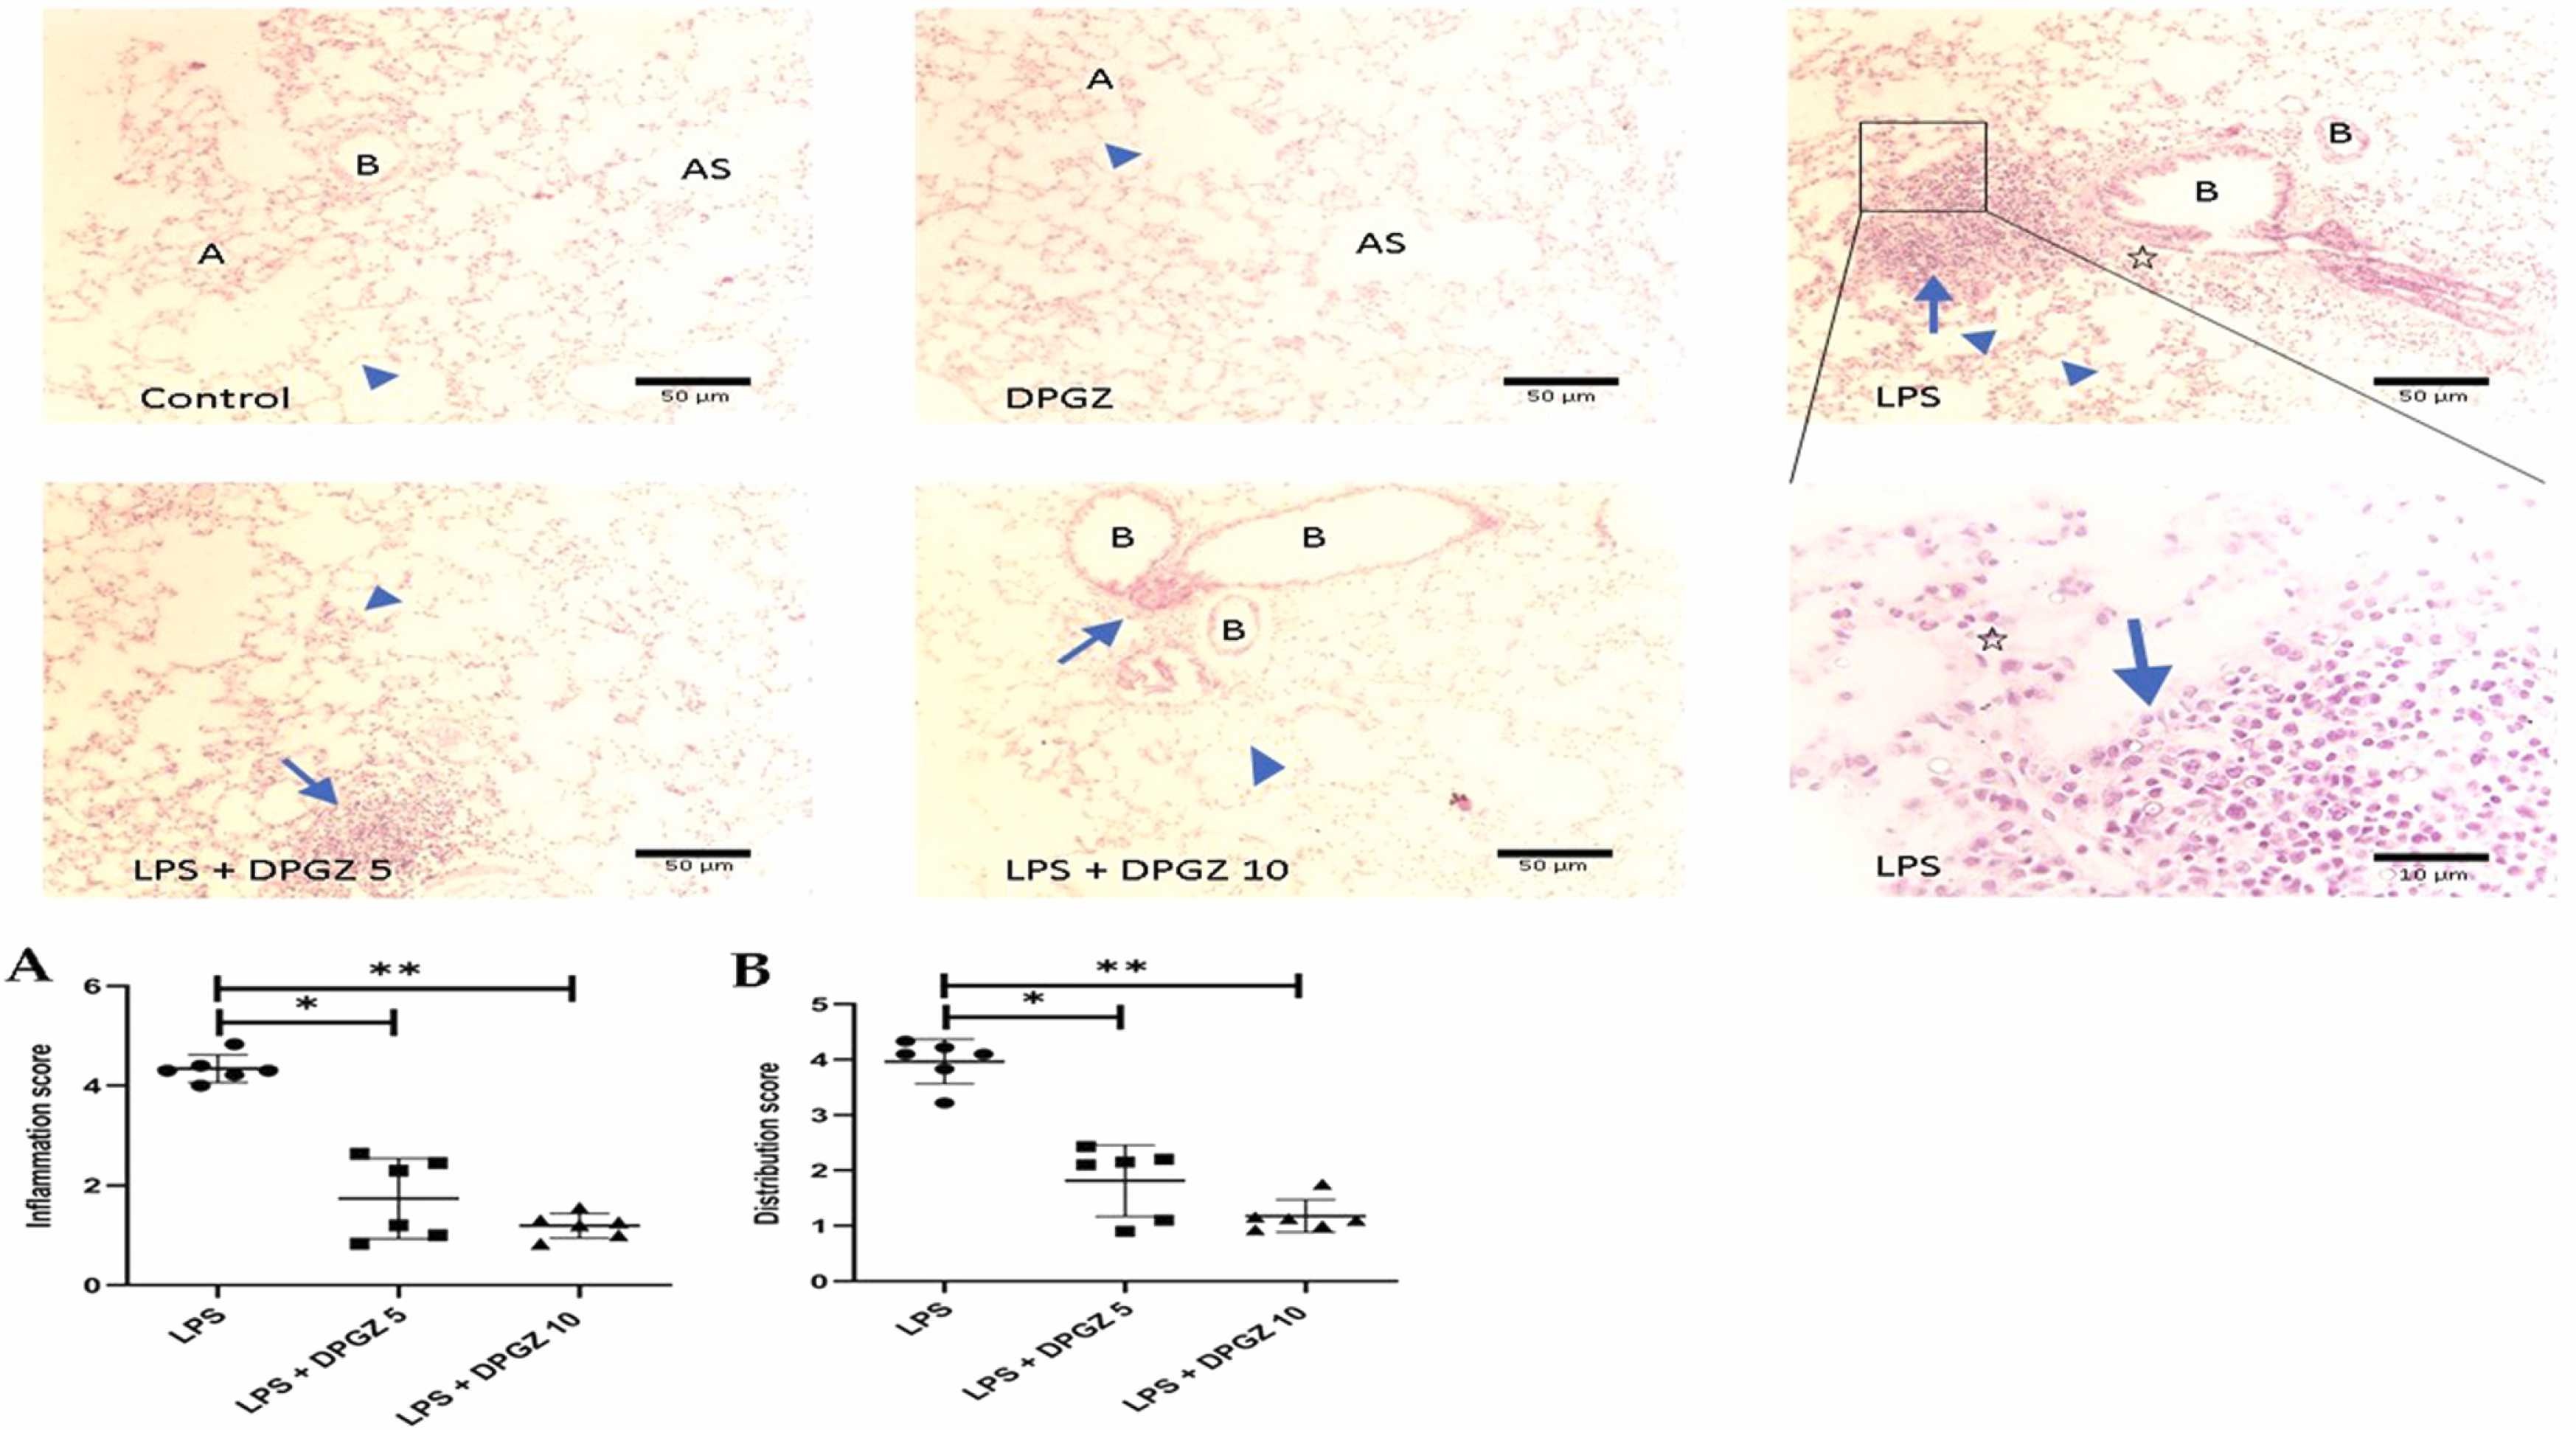 A
B
AS
Control
50 µm
A
AS
DPGZ
50 µm
B
B
LPS
50 µm
LPS + DPGZ 5
50 µm
B
B
B
LPS + DPGZ 10
50 µm
LPS
10 µm
A
**
*
6
4
2
0
Inflammation score
LPS
LPS + DPGZ 5
LPS + DPGZ 10
B
**
*
5
4
3
2
1
0
Distribution score
LPS
LPS + DPGZ 5
LPS + DPGZ 10